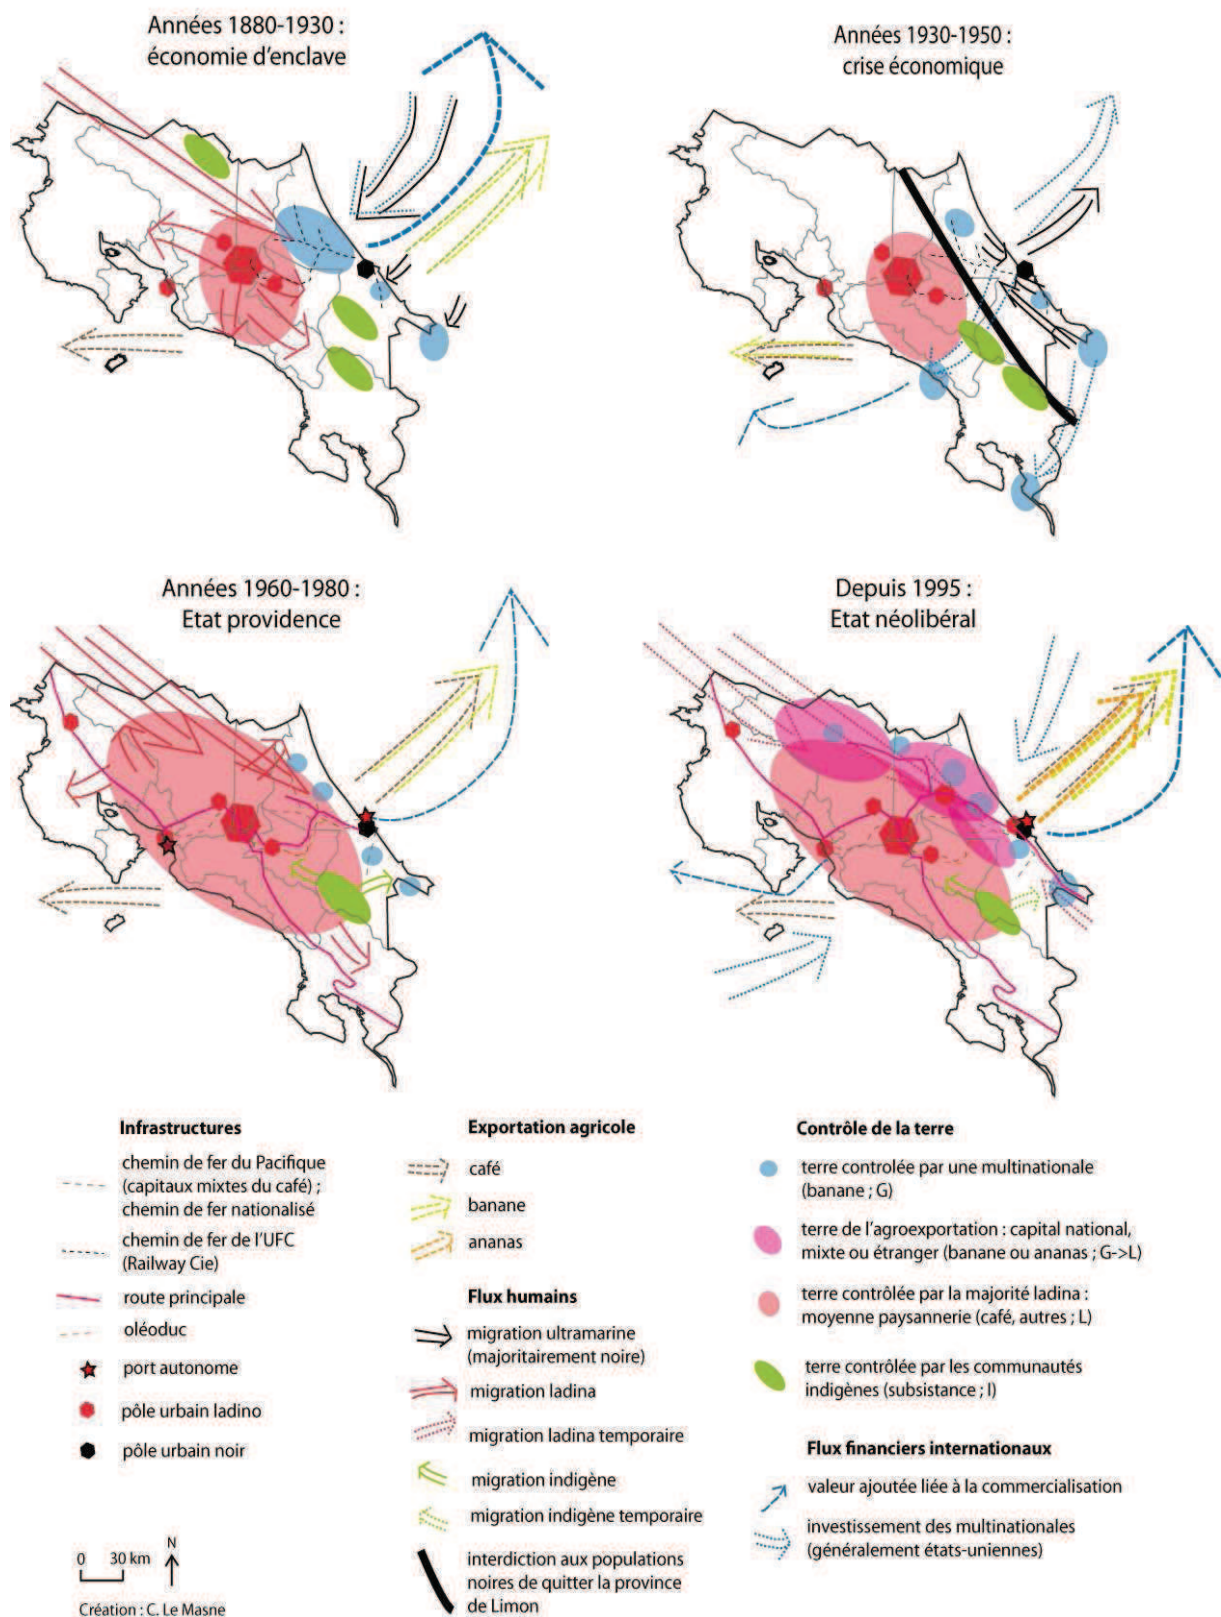 Années 1880-1930 :
économie d'enclave
Années 1930-1950 :
crise économique
Années 1960-1980 :
Etat providence
Depuis 1995 :
Etat néolibéral
Infrastructures
chemin de fer du Pacifique
(capitaux mixtes du café) ;
chemin de fer nationalisé
chemin de fer de l'UFC
(Railway Cie)
route principale
oléoduc
port autonome
pôle urbain ladino
pôle urbain noir
0 30 km
N
Création : C. Le Masne
Exportation agricole
café
banane
ananas
Flux humains
migration ultramarine
(majoritairement noire)
migration ladina
migration ladina temporaire
migration indigène
migration indigène temporaire
interdiction aux populations
noires de quitter la province
de Limon
Contrôle de la terre
terre controlée par une multinationale
(banane ; G)
terre de l'agroexportation : capital national,
mixte ou étranger (banane ou ananas ; G->L)
terre contrôlée par la majorité ladina :
moyenne paysannerie (café, autres ; L)
terre contrôlée par les communautés
indigènes (subsistance ; I)
Flux financiers internationaux
valeur ajoutée liée à la commercialisation
investissement des multinationales
(généralement états-uniennes)